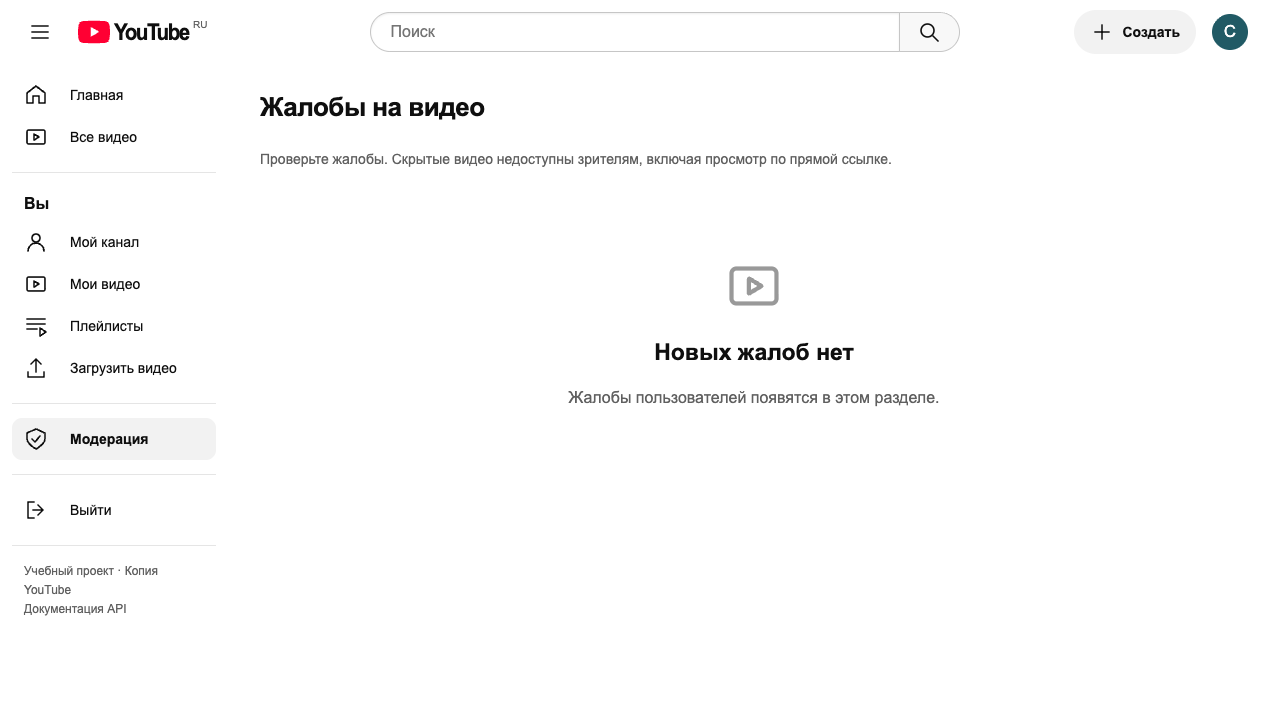 YouTube RU
Поиск
Создать
С
Главная
Все видео
Вы
Мой канал
Мои видео
Плейлисты
Загрузить видео
Модерация
Выйти
Учебный проект · Копия
YouTube
Документация API
Жалобы на видео
Проверьте жалобы. Скрытые видео недоступны зрителям, включая просмотр по прямой ссылке.
Новых жалоб нет
Жалобы пользователей появятся в этом разделе.